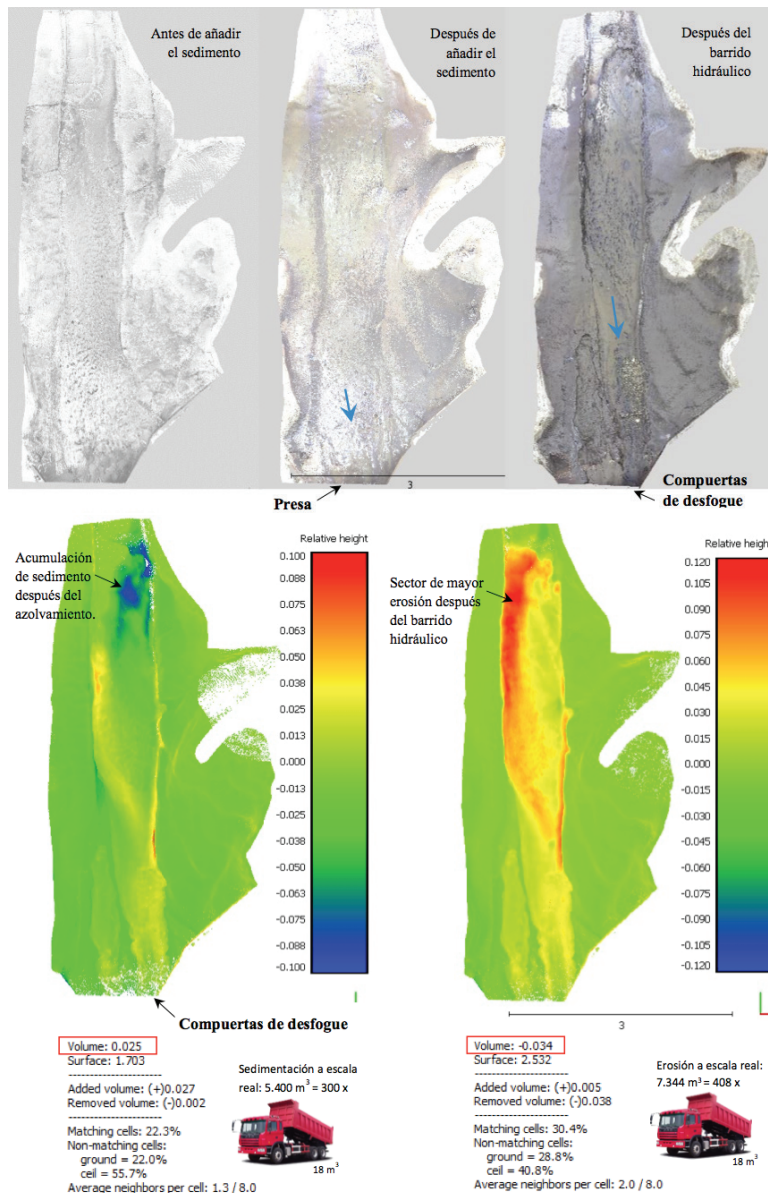 Antes de añadir
el sedimento
Después de
añadir el
sedimento
Después del
barrido
hidráulico
3
Presa
Compuertas
de desfogue
Relative height
Acumulación
de sedimento
después del
azolvamiento.
0.100
0.088
0.075
0.063
0.050
0.038
0.025
0.013
0.000
-0.013
-0.025
-0.038
-0.050
-0.063
-0.075
-0.088
-0.100
Compuertas de desfogue
Relative height
Sector de mayor
erosión después
del barrido
hidráulico
0.120
0.105
0.090
0.075
0.060
0.045
0.030
0.015
0.000
-0.015
-0.030
-0.045
-0.060
-0.075
-0.090
-0.105
-0.120
3
Volume: 0.025
Surface: 1.703
----------------------
Added volume: (+)0.027
Removed volume: (-)0.002
----------------------
Matching cells: 22.3%
Non-matching cells:
ground = 22.0%
ceil = 55.7%
Average neighbors per cell: 1.3 / 8.0
Sedimentación a escala
real: 5.400 m³ = 300 x
18 m³
Volume: -0.034
Surface: 2.532
----------------------
Added volume: (+)0.005
Removed volume: (-)0.038
----------------------
Matching cells: 30.4%
Non-matching cells:
ground = 28.8%
ceil = 40.8%
Average neighbors per cell: 2.0 / 8.0
Erosión a escala real:
7.344 m³ = 408 x
18 m³